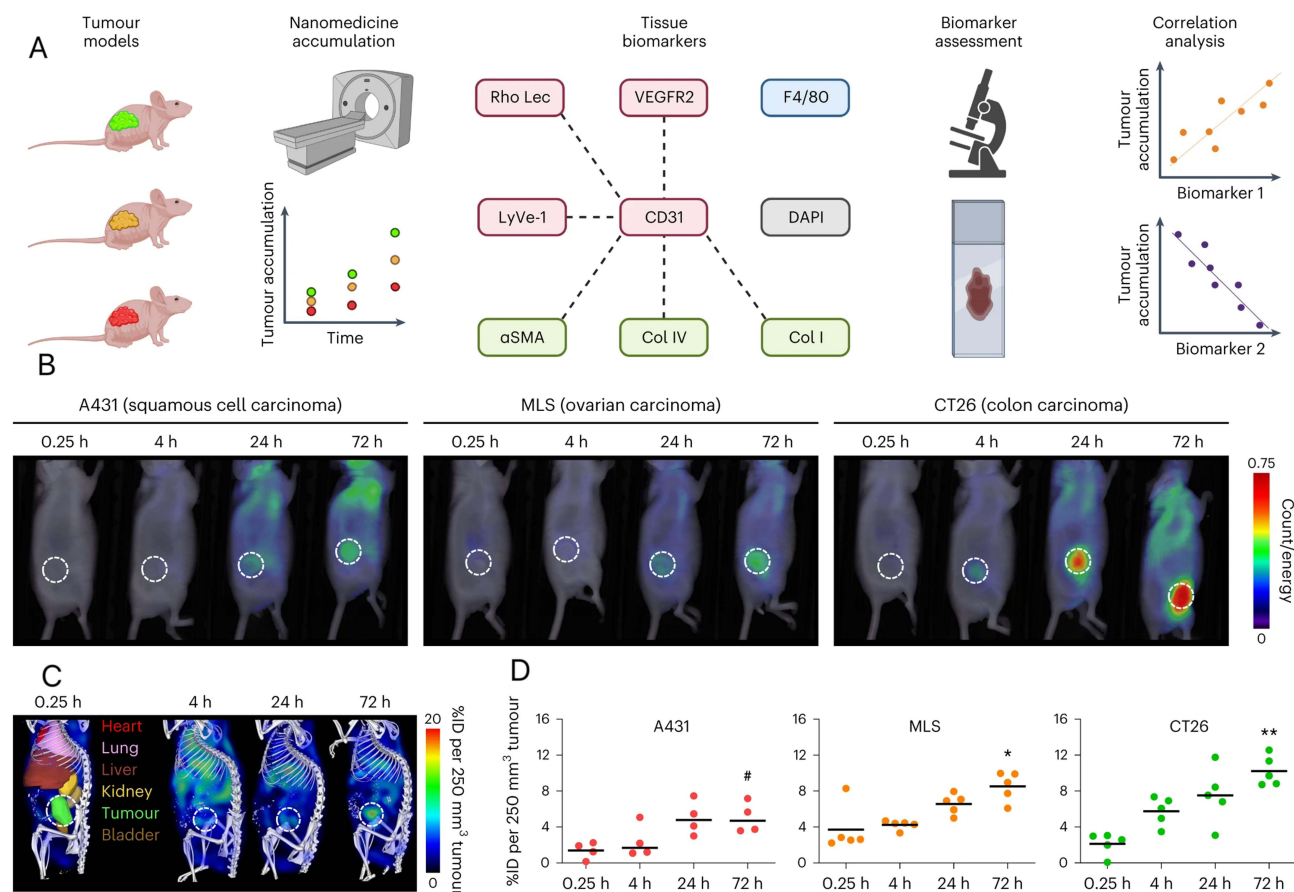 A
Tumour
models
Nanomedicine
accumulation
Tumour accumulation
Time
Tissue
biomarkers
Rho Lec
VEGFR2
F4/80
LyVe-1
CD31
DAPI
αSMA
Col IV
Col I
Biomarker
assessment
Correlation
analysis
Tumour
accumulation
Biomarker 1
Tumour
accumulation
Biomarker 2
B
A431 (squamous cell carcinoma)
0.25 h 4 h 24 h 72 h
MLS (ovarian carcinoma)
0.25 h 4 h 24 h 72 h
CT26 (colon carcinoma)
0.25 h 4 h 24 h 72 h
0.75
Count/energy
0
C
0.25 h 4 h 24 h 72 h
Heart
Lung
Liver
Kidney
Tumour
Bladder
20
%ID per 250 mm³ tumour
0
D
%ID per 250 mm³ tumour
A431
16
12
8
4
0
#
0.25 h 4 h 24 h 72 h
MLS
16
12
8
4
0
*
0.25 h 4 h 24 h 72 h
CT26
16
12
8
4
0
**
0.25 h 4 h 24 h 72 h